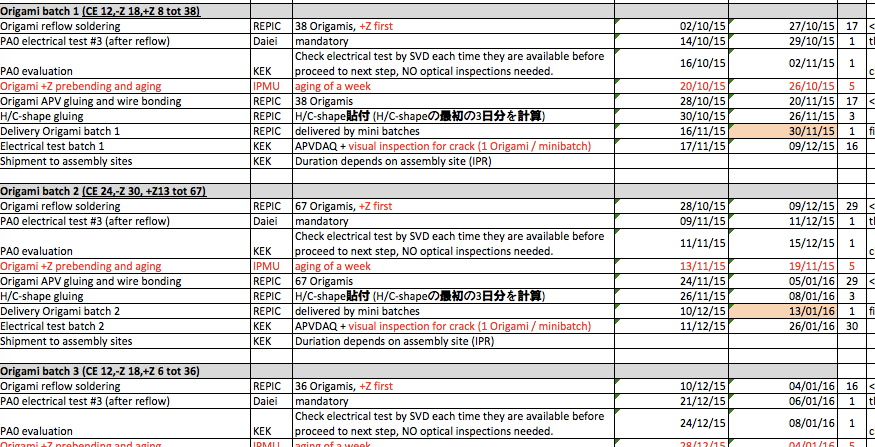 Origami batch 1 (CE 12,-Z 18,+Z 8 tot 38)
Origami reflow soldering REPIC 38 Origamis, +Z first 02/10/15 27/10/15 17 <
PA0 electrical test #3 (after reflow) Daiei mandatory 14/10/15 29/10/15 1
Check electrical test by SVD each time they are available before
PA0 evaluation KEK proceed to next step, NO optical inspections needed. 16/10/15 02/11/15 1
Origami +Z prebending and aging IPMU aging of a week 20/10/15 26/10/15 5
Origami APV gluing and wire bonding REPIC 38 Origamis 28/10/15 20/11/15 17 <
H/C-shape gluing REPIC H/C-shape貼付 (H/C-shapeの最初の3日分を計算) 30/10/15 26/11/15 3
Delivery Origami batch 1 REPIC delivered by mini batches 16/11/15 30/11/15 1 fi
Electrical test batch 1 KEK APVDAQ + visual inspection for crack (1 Origami / minibatch) 17/11/15 09/12/15 16
Shipment to assembly sites KEK Duration depends on assembly site (IPR)
Origami batch 2 (CE 24,-Z 30, +Z13 tot 67)
Origami reflow soldering REPIC 67 Origamis, +Z first 28/10/15 09/12/15 29 <
PA0 electrical test #3 (after reflow) Daiei mandatory 09/11/15 11/12/15 1
Check electrical test by SVD each time they are available before
PA0 evaluation KEK proceed to next step, NO optical inspections needed. 11/11/15 15/12/15 1
Origami +Z prebending and aging IPMU aging of a week 13/11/15 19/11/15 5
Origami APV gluing and wire bonding REPIC 67 Origamis 24/11/15 05/01/16 29 <
H/C-shape gluing REPIC H/C-shape貼付 (H/C-shapeの最初の3日分を計算) 26/11/15 08/01/16 3
Delivery Origami batch 2 REPIC delivered by mini batches 10/12/15 13/01/16 1 fi
Electrical test batch 2 KEK APVDAQ + visual inspection for crack (1 Origami / minibatch) 11/12/15 26/01/16 30
Shipment to assembly sites KEK Duriation depends on assembly site (IPR)
Origami batch 3 (CE 12,-Z 18,+Z 6 tot 36)
Origami reflow soldering REPIC 36 Origamis, +Z first 10/12/15 04/01/16 16 <
PA0 electrical test #3 (after reflow) Daiei mandatory 21/12/15 06/01/16 1
Check electrical test by SVD each time they are available before
PA0 evaluation KEK proceed to next step, NO optical inspections needed. 24/12/15 08/01/16 1
Origami +Z prebending and aging IPMU aging of a week 28/12/15 04/01/16 5